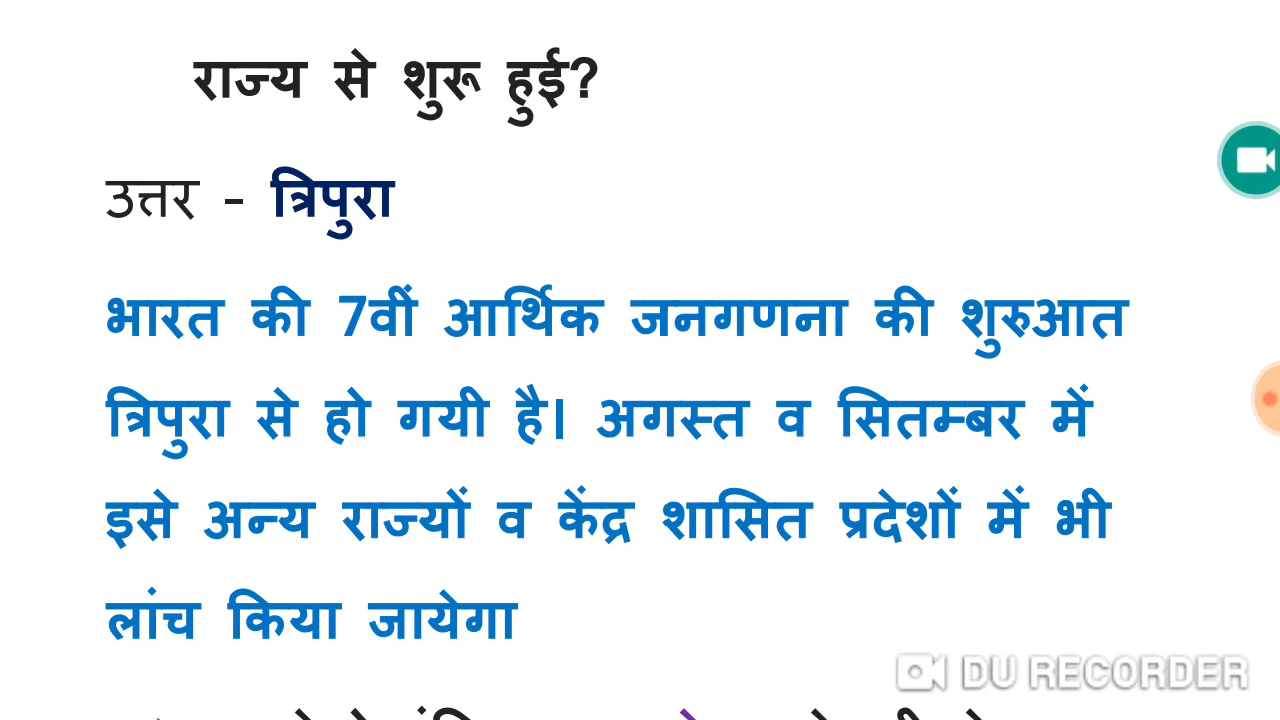 राज्य से शुरू हुई?
उत्तर - त्रिपुरा
भारत की 7वीं आर्थिक जनगणना की शुरुआत
त्रिपुरा से हो गयी है। अगस्त व सितम्बर में
इसे अन्य राज्यों व केंद्र शासित प्रदेशों में भी
लांच किया जायेगा
DU RECORDER